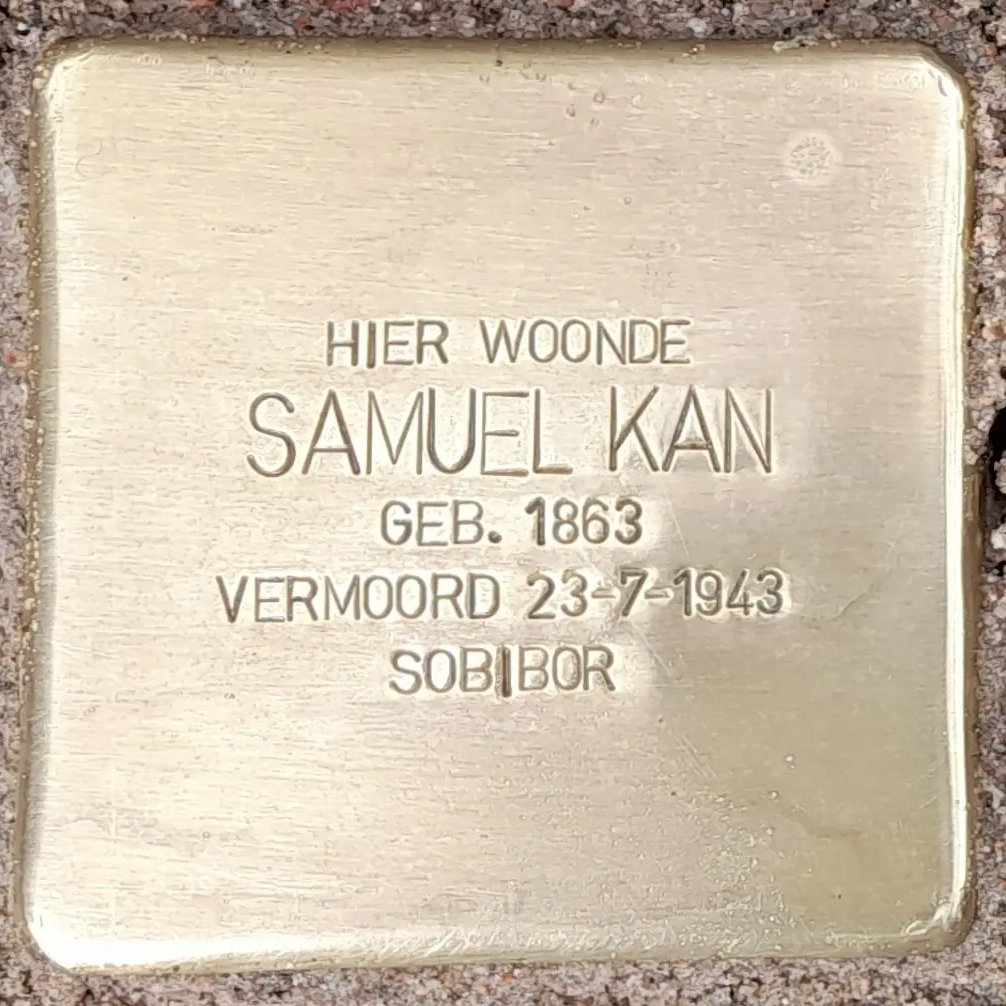 HIER WOONDE
SAMUEL KAN
GEB. 1863
VERMOORD 23-7-1943
SOBIBOR